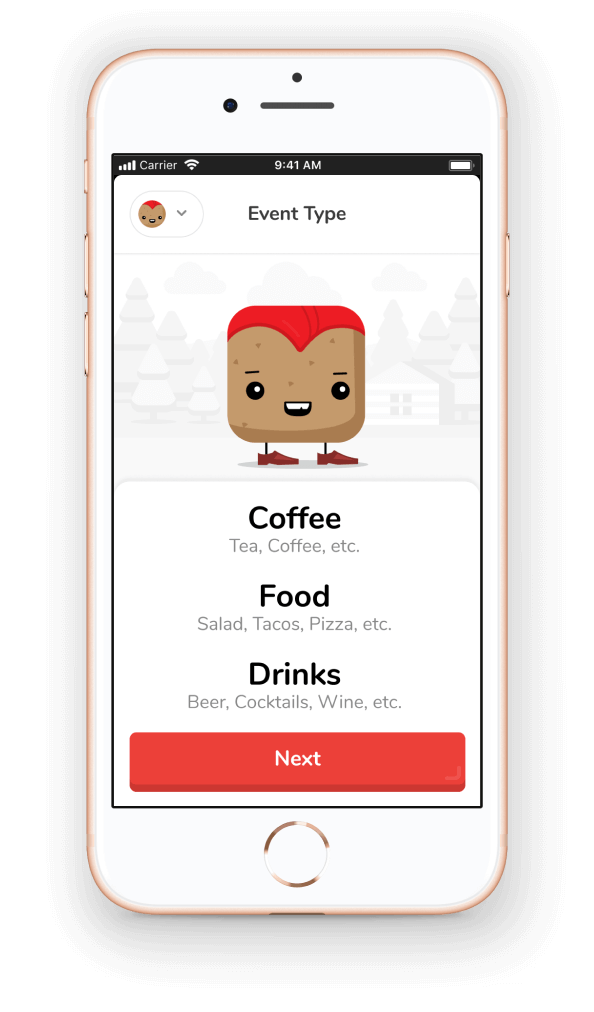 Carrier
9:41 AM
Event Type
Coffee
Tea, Coffee, etc.
Food
Salad, Tacos, Pizza, etc.
Drinks
Beer, Cocktails, Wine, etc.
Next